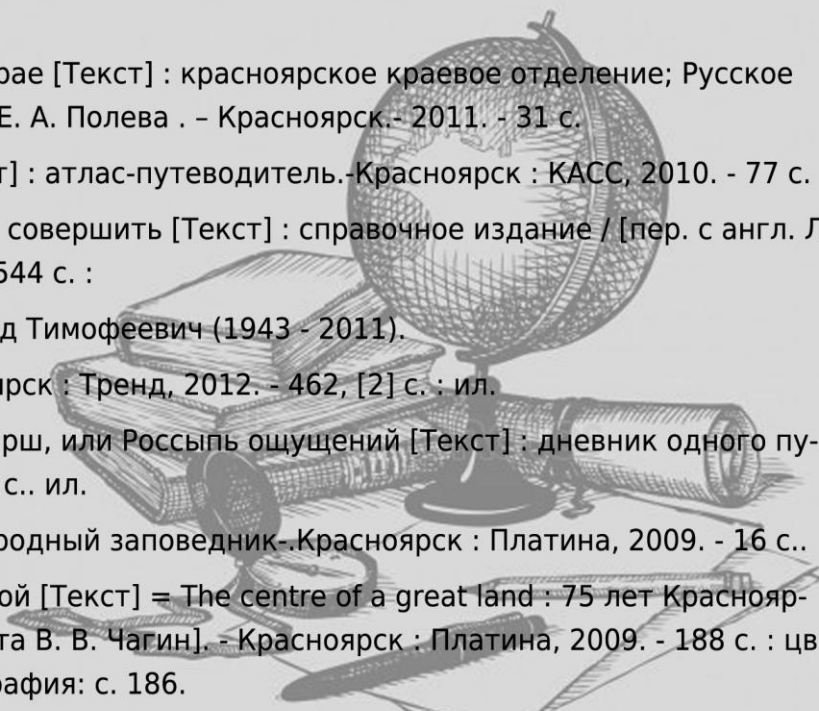 рае [Текст] : красноярское краевое отделение; Русское
Е. А. Полева . – Красноярск.- 2011. - 31 с.
т] : атлас-путеводитель.-Красноярск : КАСС, 2010. - 77 с.
совершить [Текст] : справочное издание / [пер. с англ. Л
544 с. :
д Тимофеевич (1943 - 2011).
ярск : Тренд, 2012. - 462, [2] с. : ил.
рш, или Россыпь ощущений [Текст] : дневник одного пу-
с.. ил.
родный заповедник-.Красноярск : Платина, 2009. - 16 с..
ой [Текст] = The centre of a great land : 75 лет Краснояр-
та В. В. Чагин]. - Красноярск : Платина, 2009. - 188 с. : цв
рафия: с. 186.